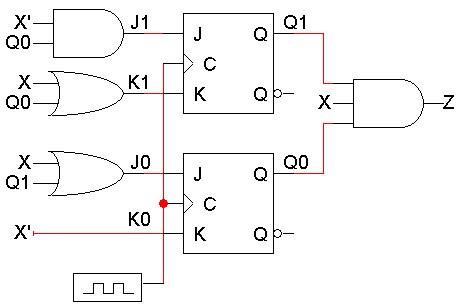 X' J1 Q1
Q0 J Q
C
X K1 X Z
Q0 K Q
X J0 Q0
Q1 J Q
C
K0
X' K Q